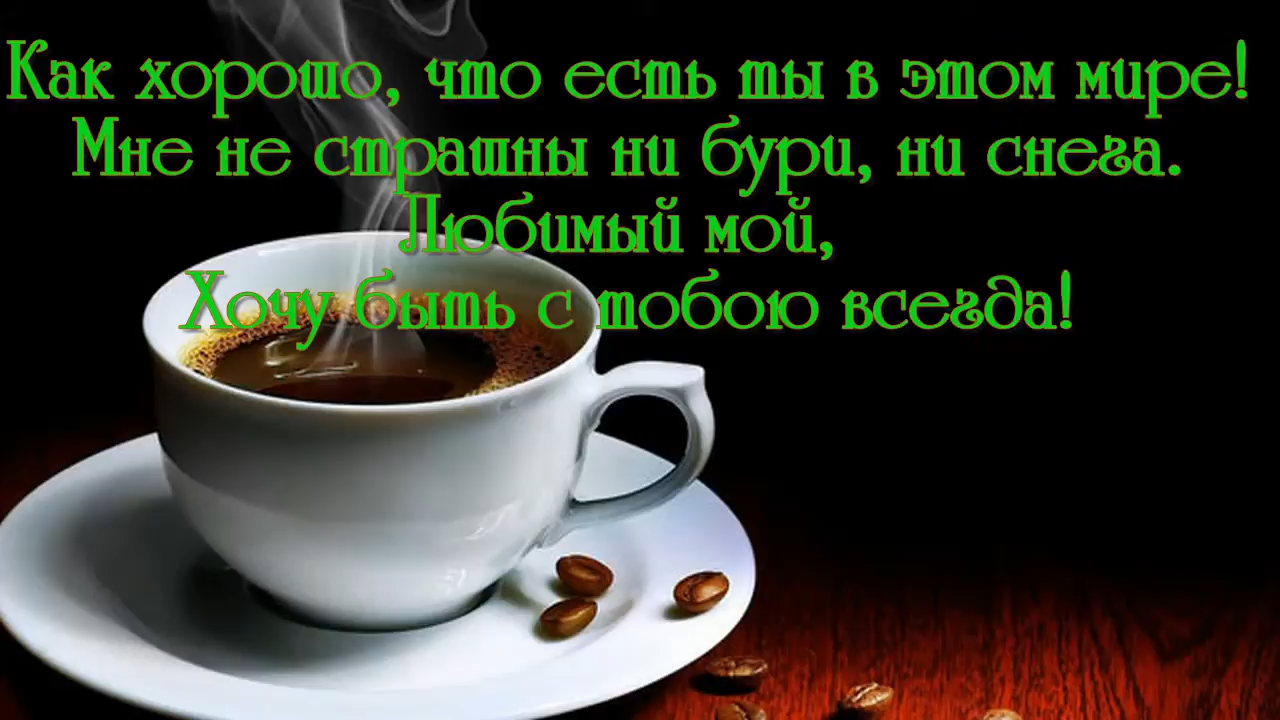 Как хорошо, что есть ты в этом мире!
Мне не страшны ни бури, ни снега.
Любимый мой,
Хочу быть с тобою всегда!